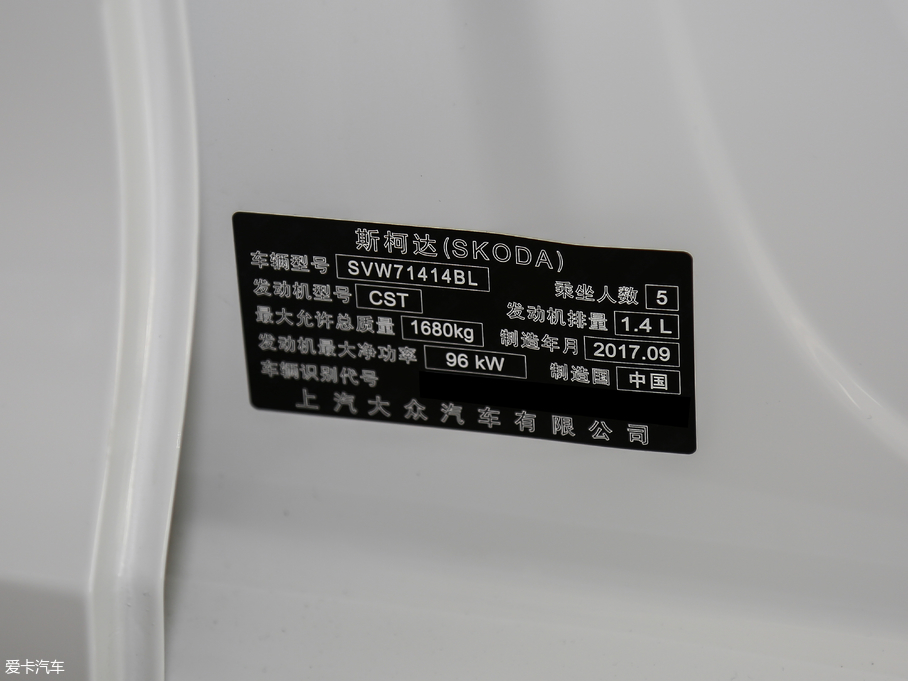 斯柯达(SKODA)
车辆型号 SVW71414BL 乘坐人数 5
发动机型号 CST 发动机排量 1.4 L
最大允许总质量 1680kg 制造年月 2017.09
发动机最大净功率 96 kW 制造国 中国
车辆识别代号
上汽大众汽车有限公司
爱卡汽车